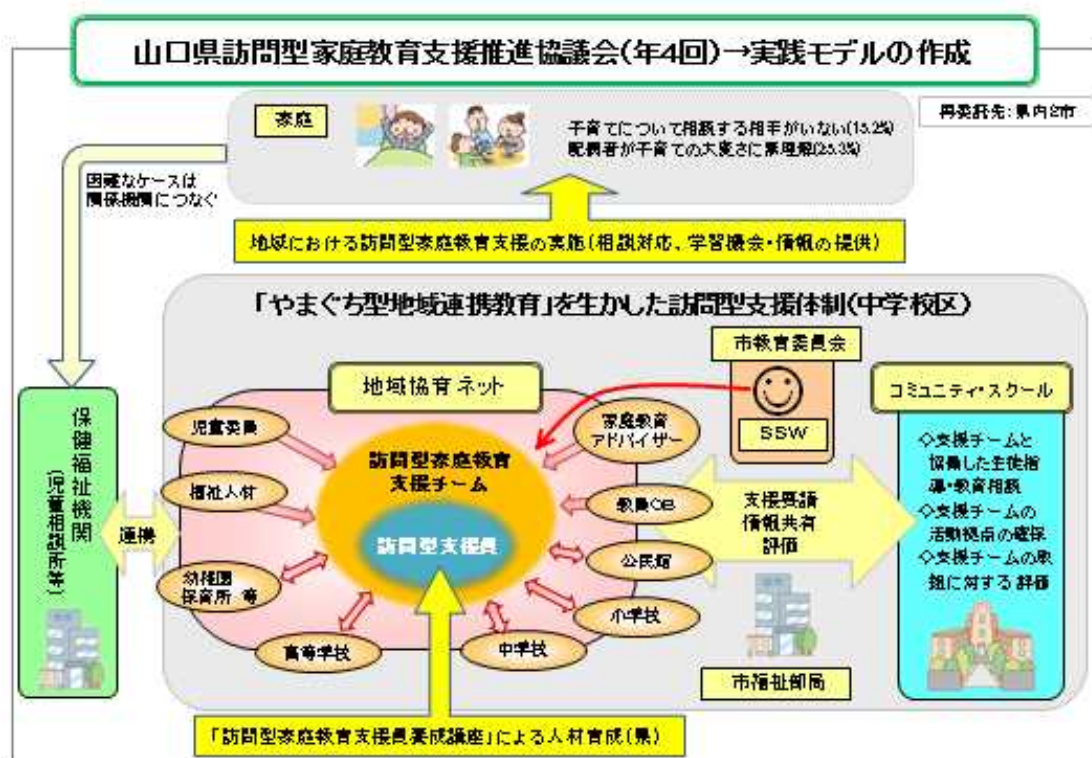 山口県訪問型家庭教育支援推進協議会(年4回)→実践モデルの作成
再委託先:県内2市
家庭
子育てについて相談する相手がいない(15.2%)
配偶者が子育ての大変さに無理解(25.3%)
困難なケースは
関係機関につなぐ
地域における訪問型家庭教育支援の実施(相談対応、学習機会・情報の提供)
「やまぐち型地域連携教育」を生かした訪問型支援体制(中学校区)
市教育委員会
SSW
地域協育ネット
コミュニティ・スクール
児童委員
福祉人材
幼稚園
保育所 等
高等学校
中学校
小学校
公民館
教員OB
家庭教育
アドバイザー
訪問型家庭教育
支援チーム
訪問型支援員
保健福祉機関
(児童相談所等)
連携
支援要請
情報共有
評価
◇支援チームと
協働した生徒指
導・教育相談
◇支援チームの
活動拠点の確保
◇支援チームの取
組に対する評価
市福祉部局
「訪問型家庭教育支援員養成講座」による人材育成(県)